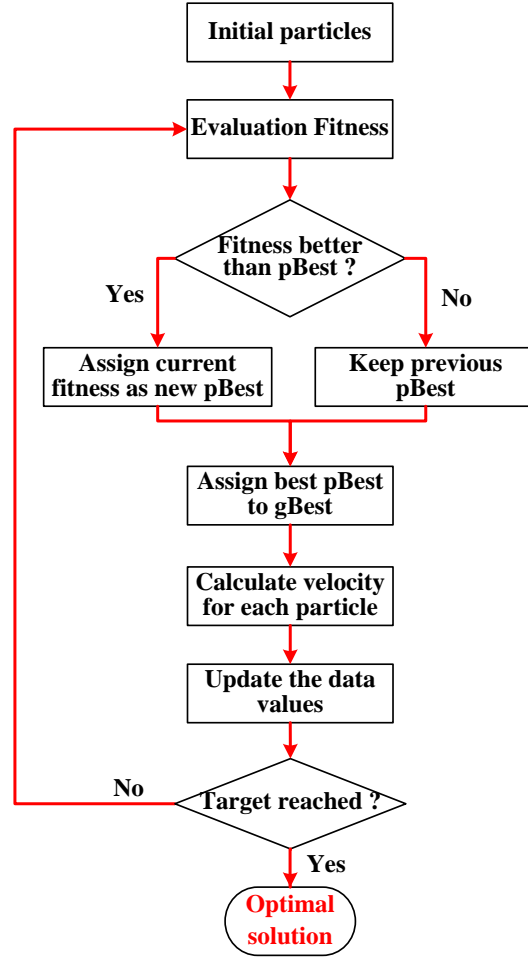 Initial particles
Evaluation Fitness
Fitness better
than pBest ?
Yes
No
Assign current
fitness as new pBest
Keep previous
pBest
Assign best pBest
to gBest
Calculate velocity
for each particle
Update the data
values
No
Target reached ?
Yes
Optimal
solution